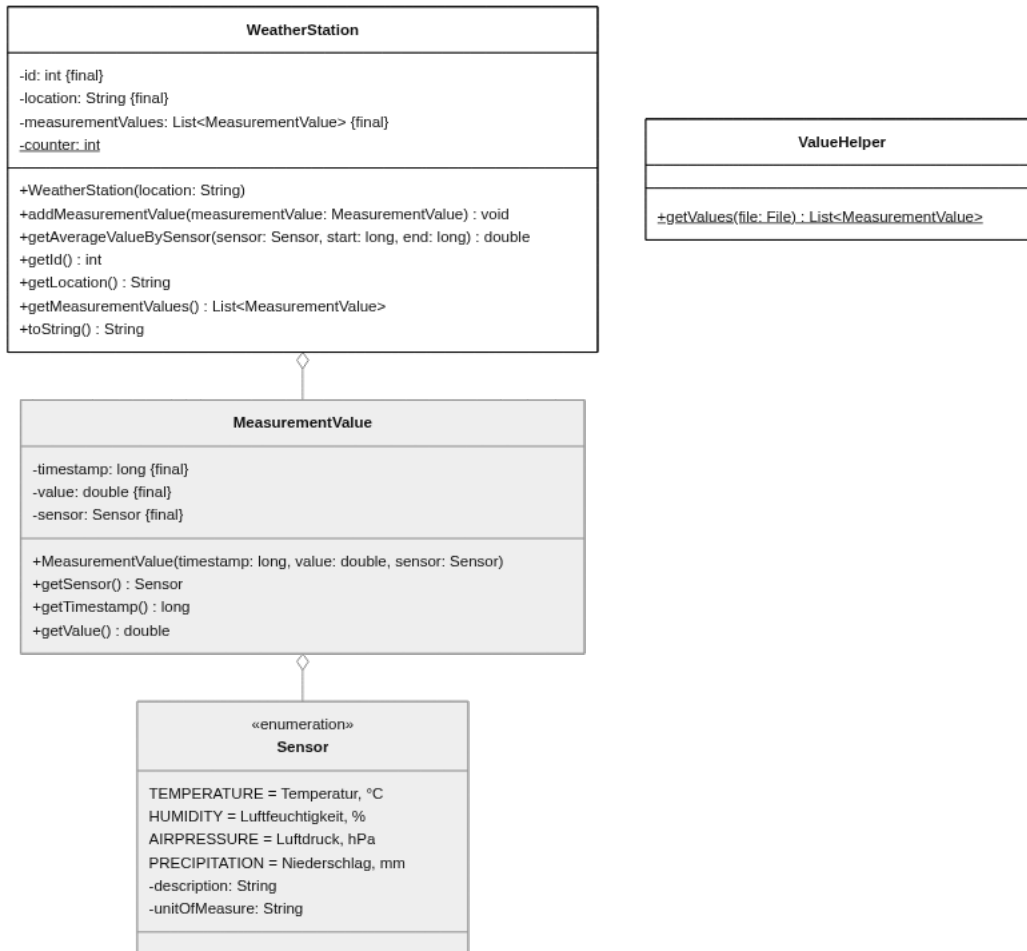 WeatherStation
-id: int {final}
-location: String {final}
-measurementValues: List<MeasurementValue> {final}
-counter: int
+WeatherStation(location: String)
+addMeasurementValue(measurementValue: MeasurementValue) : void
+getAverageValueBySensor(sensor: Sensor, start: long, end: long) : double
+getId() : int
+getLocation() : String
+getMeasurementValues() : List<MeasurementValue>
+toString() : String
ValueHelper
+getValues(file: File) : List<MeasurementValue>
MeasurementValue
-timestamp: long {final}
-value: double {final}
-sensor: Sensor {final}
+MeasurementValue(timestamp: long, value: double, sensor: Sensor)
+getSensor() : Sensor
+getTimestamp() : long
+getValue() : double
«enumeration»
Sensor
TEMPERATURE = Temperatur, °C
HUMIDITY = Luftfeuchtigkeit, %
AIRPRESSURE = Luftdruck, hPa
PRECIPITATION = Niederschlag, mm
-description: String
-unitOfMeasure: String